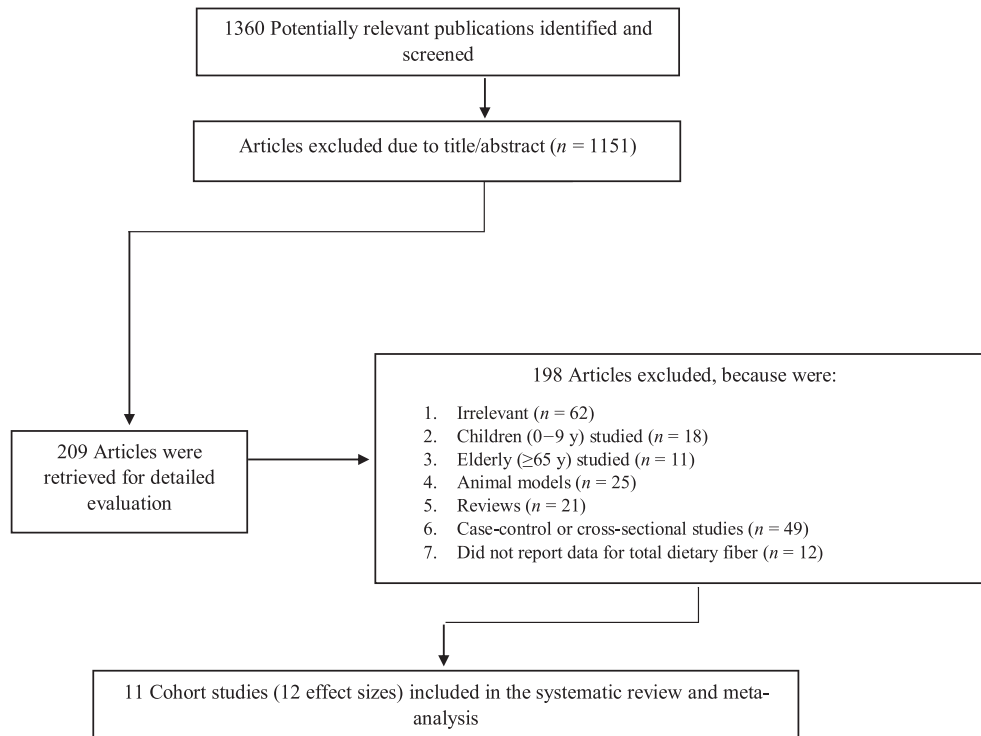 1360 Potentially relevant publications identified and
screened
Articles excluded due to title/abstract (n = 1151)
209 Articles were
retrieved for detailed
evaluation
198 Articles excluded, because were:
1. Irrelevant (n = 62)
2. Children (0−9 y) studied (n = 18)
3. Elderly (≥65 y) studied (n = 11)
4. Animal models (n = 25)
5. Reviews (n = 21)
6. Case-control or cross-sectional studies (n = 49)
7. Did not report data for total dietary fiber (n = 12)
11 Cohort studies (12 effect sizes) included in the systematic review and meta-
analysis